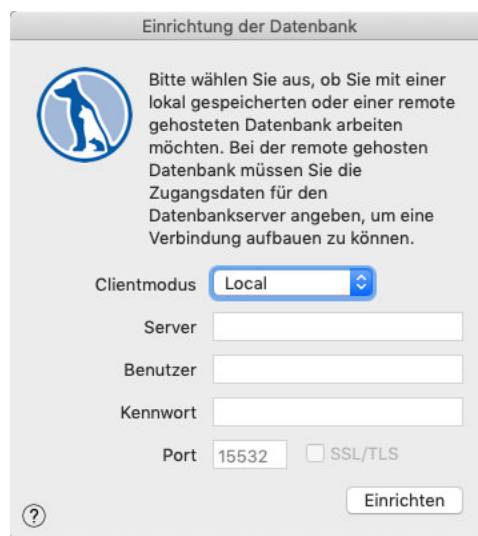 Einrichtung der Datenbank
Bitte wählen Sie aus, ob Sie mit einer
lokal gespeicherten oder einer remote
gehosteten Datenbank arbeiten
möchten. Bei der remote gehosten
Datenbank müssen Sie die
Zugangsdaten für den
Datenbankserver angeben, um eine
Verbindung aufbauen zu können.
Clientmodus Local
Server
Benutzer
Kennwort
Port 15532 SSL/TLS
Einrichten
?